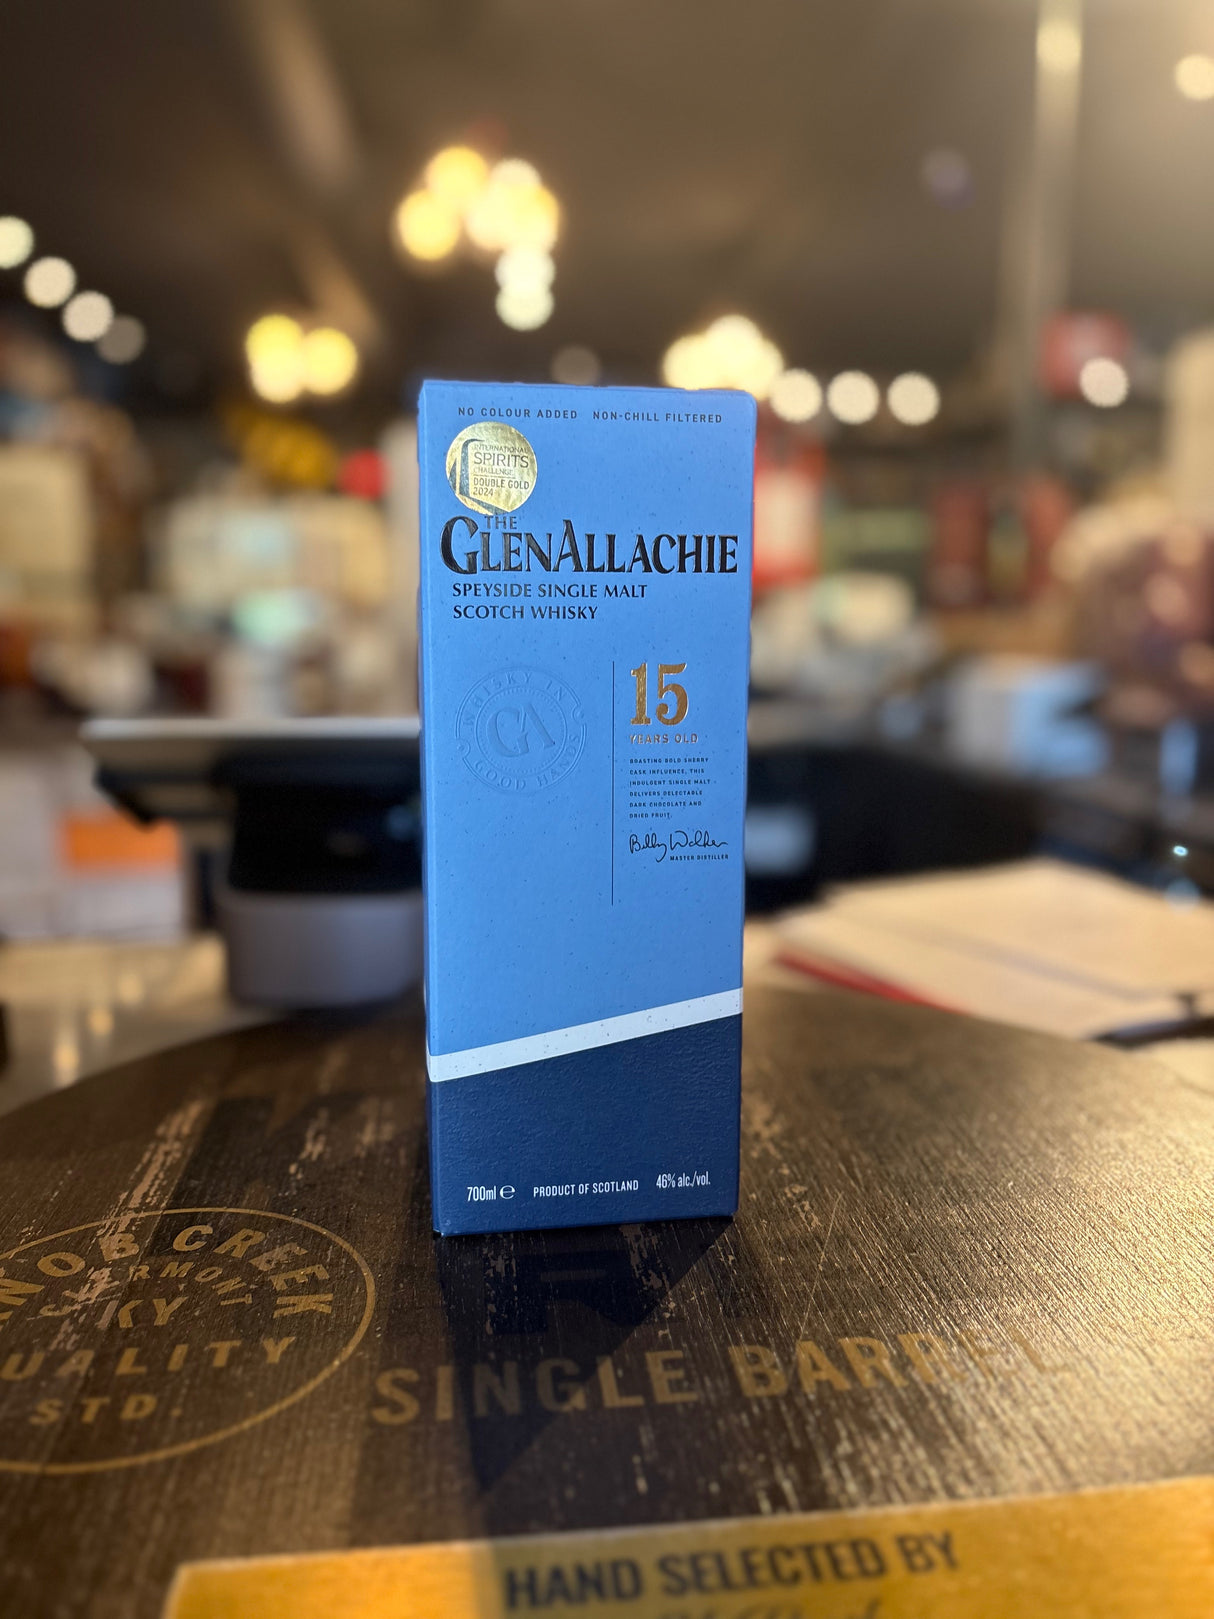 NO COLOUR ADDED NON-CHILL FILTERED
INTERNATIONAL
SPIRITS
CHALLENGE
DOUBLE GOLD
2024
THE
GLENALLACHIE
SPEYSIDE SINGLE MALT
SCOTCH WHISKY
WHISKY IN
GA
GOOD HANDS
15
YEARS OLD
BOASTING BOLD SHERRY
CASK INFLUENCE, THIS
INDULGENT SINGLE MALT
DELIVERS DELECTABLE
DARK CHOCOLATE AND
DRIED FRUIT.
Billy Walker
MASTER DISTILLER
700ml e PRODUCT OF SCOTLAND 46% alc./vol.
NOB CREEK
CLERMONT
KY
QUALITY
STD.
SINGLE BARREL
HAND SELECTED BY